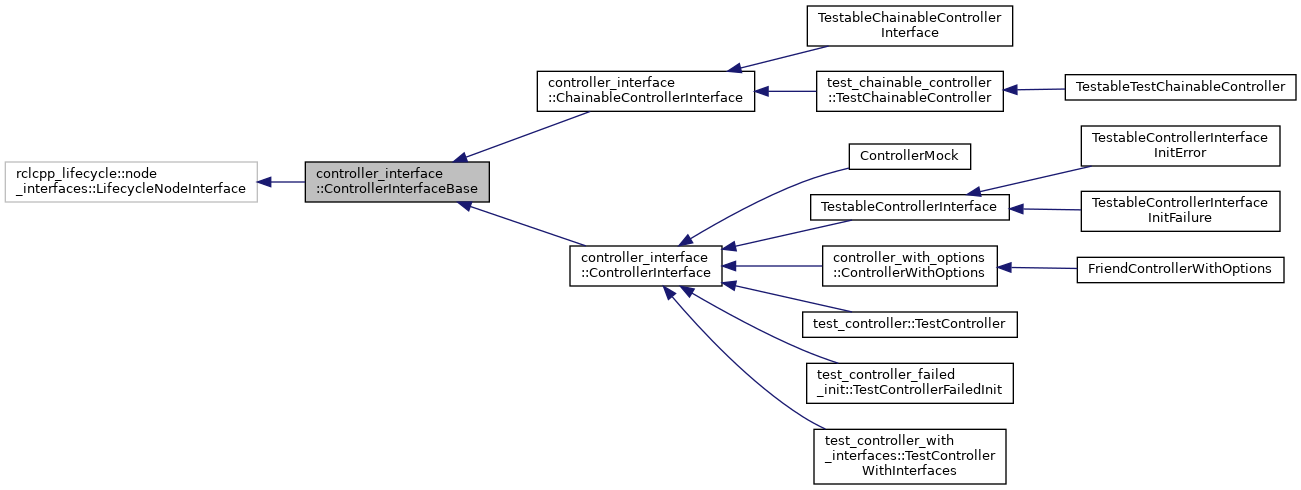 rclcpp_lifecycle::node
_interfaces::LifecycleNodeInterface
controller_interface
::ControllerInterfaceBase
controller_interface
::ChainableControllerInterface
TestableChainableController
Interface
test_chainable_controller
::TestChainableController
TestableTestChainableController
controller_interface
::ControllerInterface
ControllerMock
TestableControllerInterface
TestableControllerInterface
InitError
TestableControllerInterface
InitFailure
controller_with_options
::ControllerWithOptions
FriendControllerWithOptions
test_controller::TestController
test_controller_failed
_init::TestControllerFailedInit
test_controller_with
_interfaces::TestController
WithInterfaces